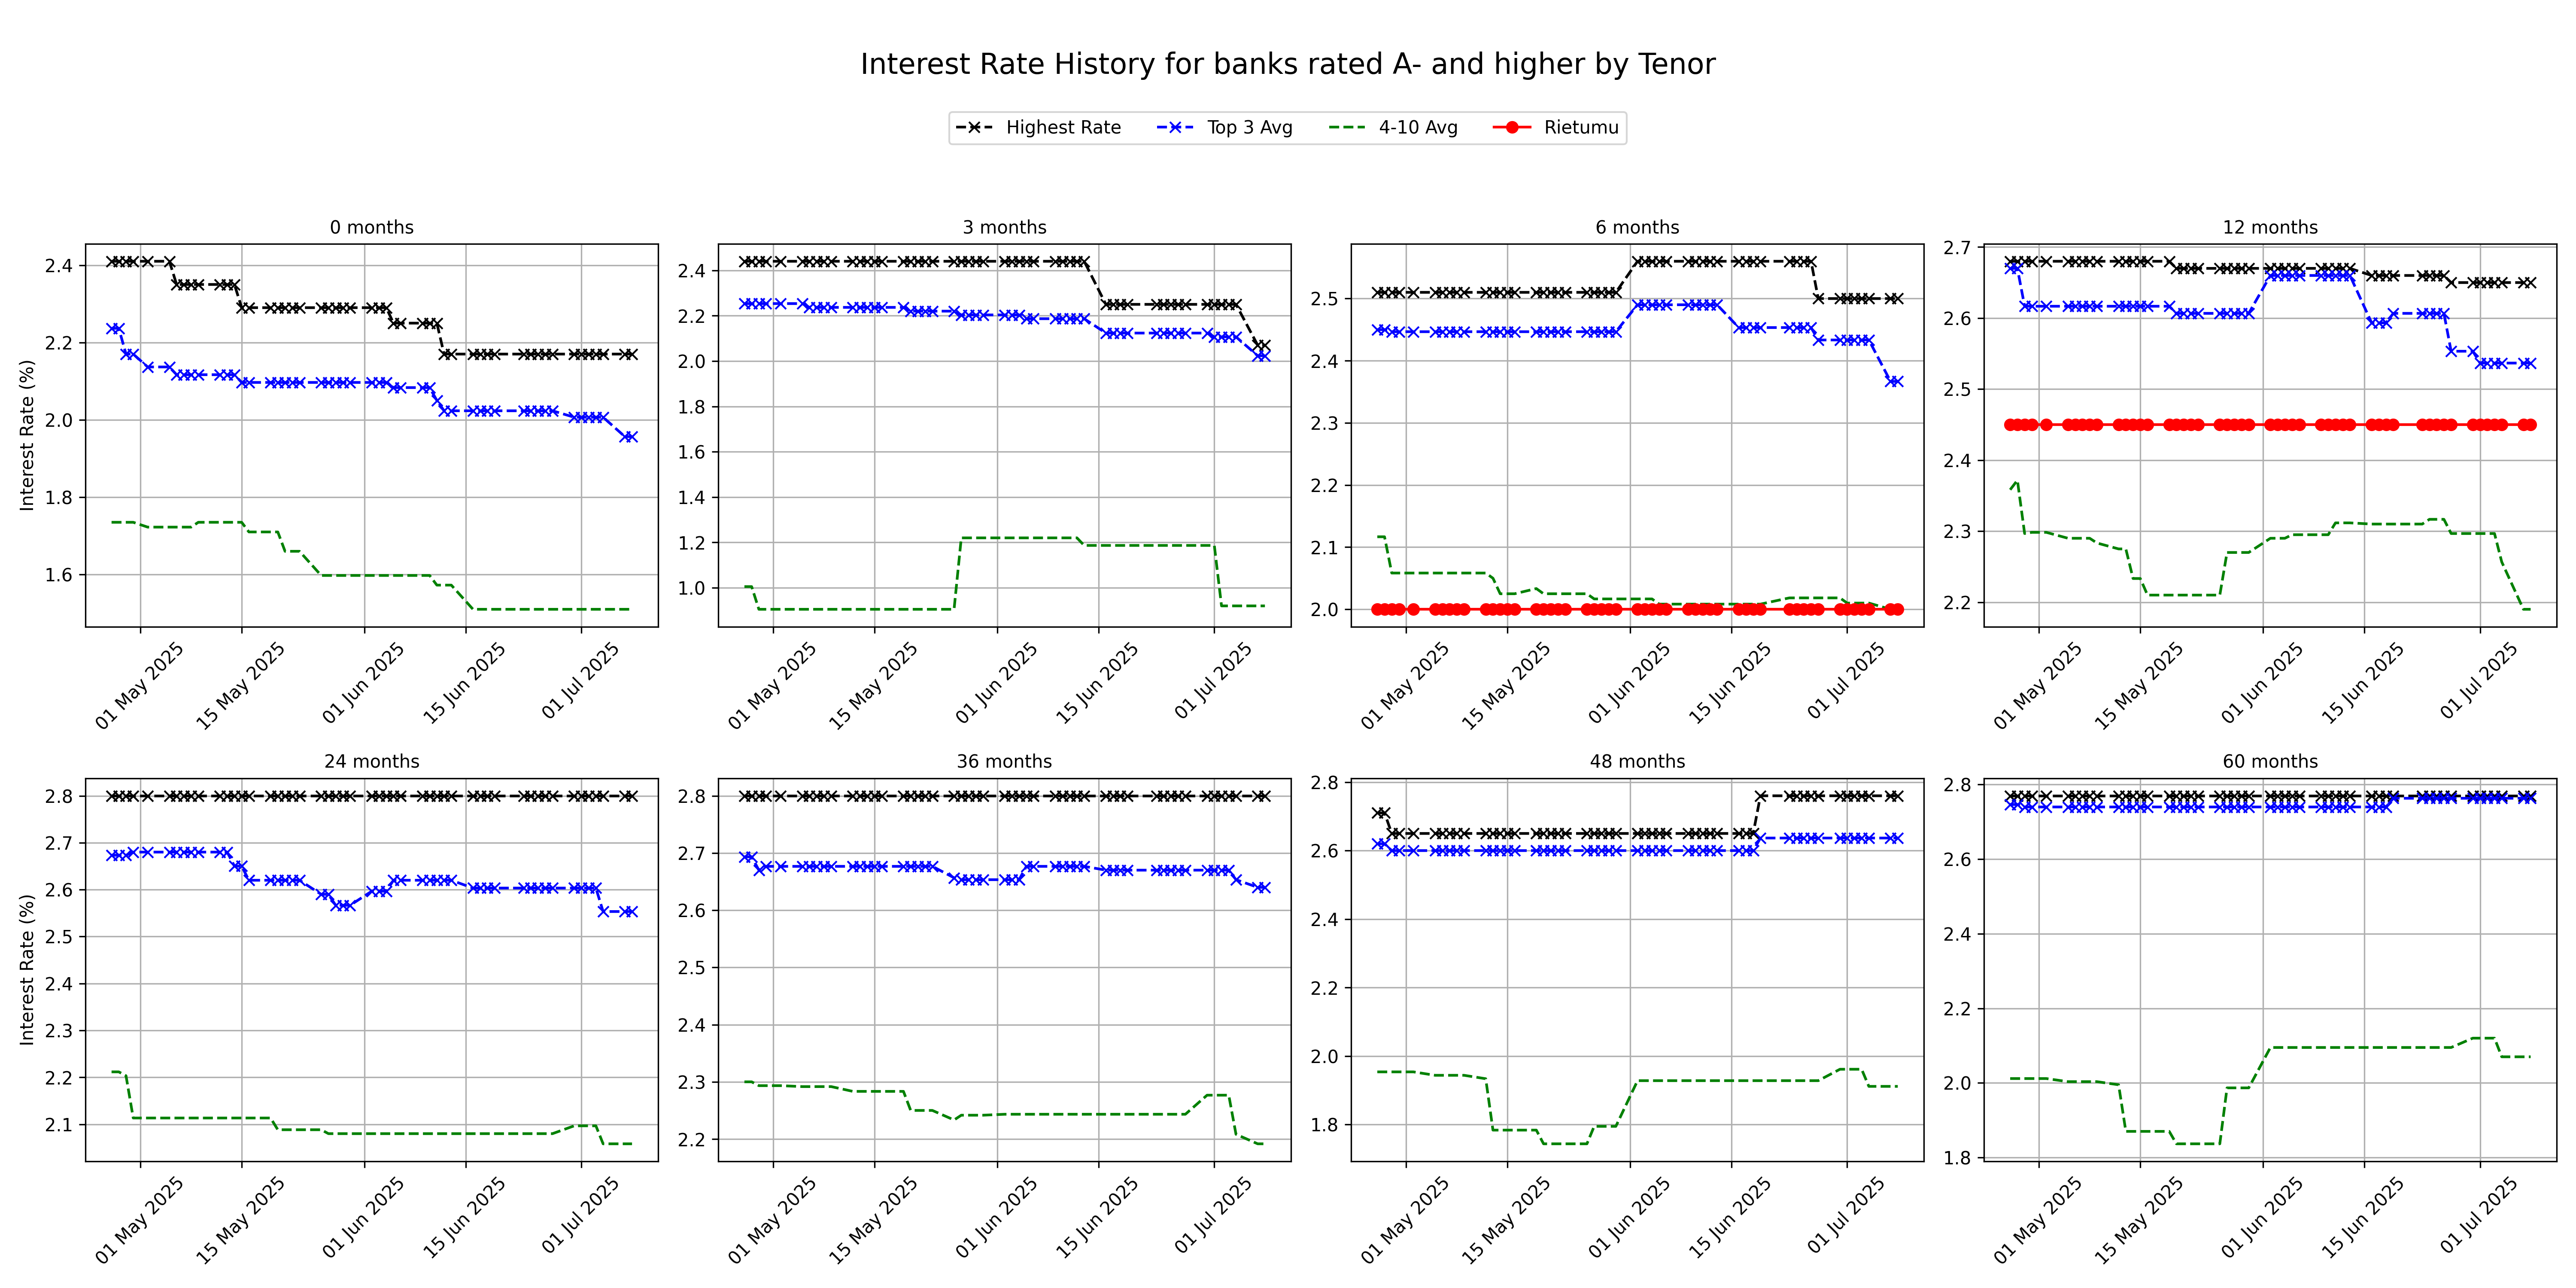 Interest Rate History for banks rated A- and higher by Tenor
Highest Rate Top 3 Avg 4-10 Avg Rietumu
0 months
Interest Rate (%)
2.4
2.2
2.0
1.8
1.6
01 May 2025 15 May 2025 01 Jun 2025 15 Jun 2025 01 Jul 2025
3 months
2.4
2.2
2.0
1.8
1.6
1.4
1.2
1.0
01 May 2025 15 May 2025 01 Jun 2025 15 Jun 2025 01 Jul 2025
6 months
2.5
2.4
2.3
2.2
2.1
2.0
01 May 2025 15 May 2025 01 Jun 2025 15 Jun 2025 01 Jul 2025
12 months
2.7
2.6
2.5
2.4
2.3
2.2
01 May 2025 15 May 2025 01 Jun 2025 15 Jun 2025 01 Jul 2025
24 months
Interest Rate (%)
2.8
2.7
2.6
2.5
2.4
2.3
2.2
2.1
01 May 2025 15 May 2025 01 Jun 2025 15 Jun 2025 01 Jul 2025
36 months
2.8
2.7
2.6
2.5
2.4
2.3
2.2
01 May 2025 15 May 2025 01 Jun 2025 15 Jun 2025 01 Jul 2025
48 months
2.8
2.6
2.4
2.2
2.0
1.8
01 May 2025 15 May 2025 01 Jun 2025 15 Jun 2025 01 Jul 2025
60 months
2.8
2.6
2.4
2.2
2.0
1.8
01 May 2025 15 May 2025 01 Jun 2025 15 Jun 2025 01 Jul 2025